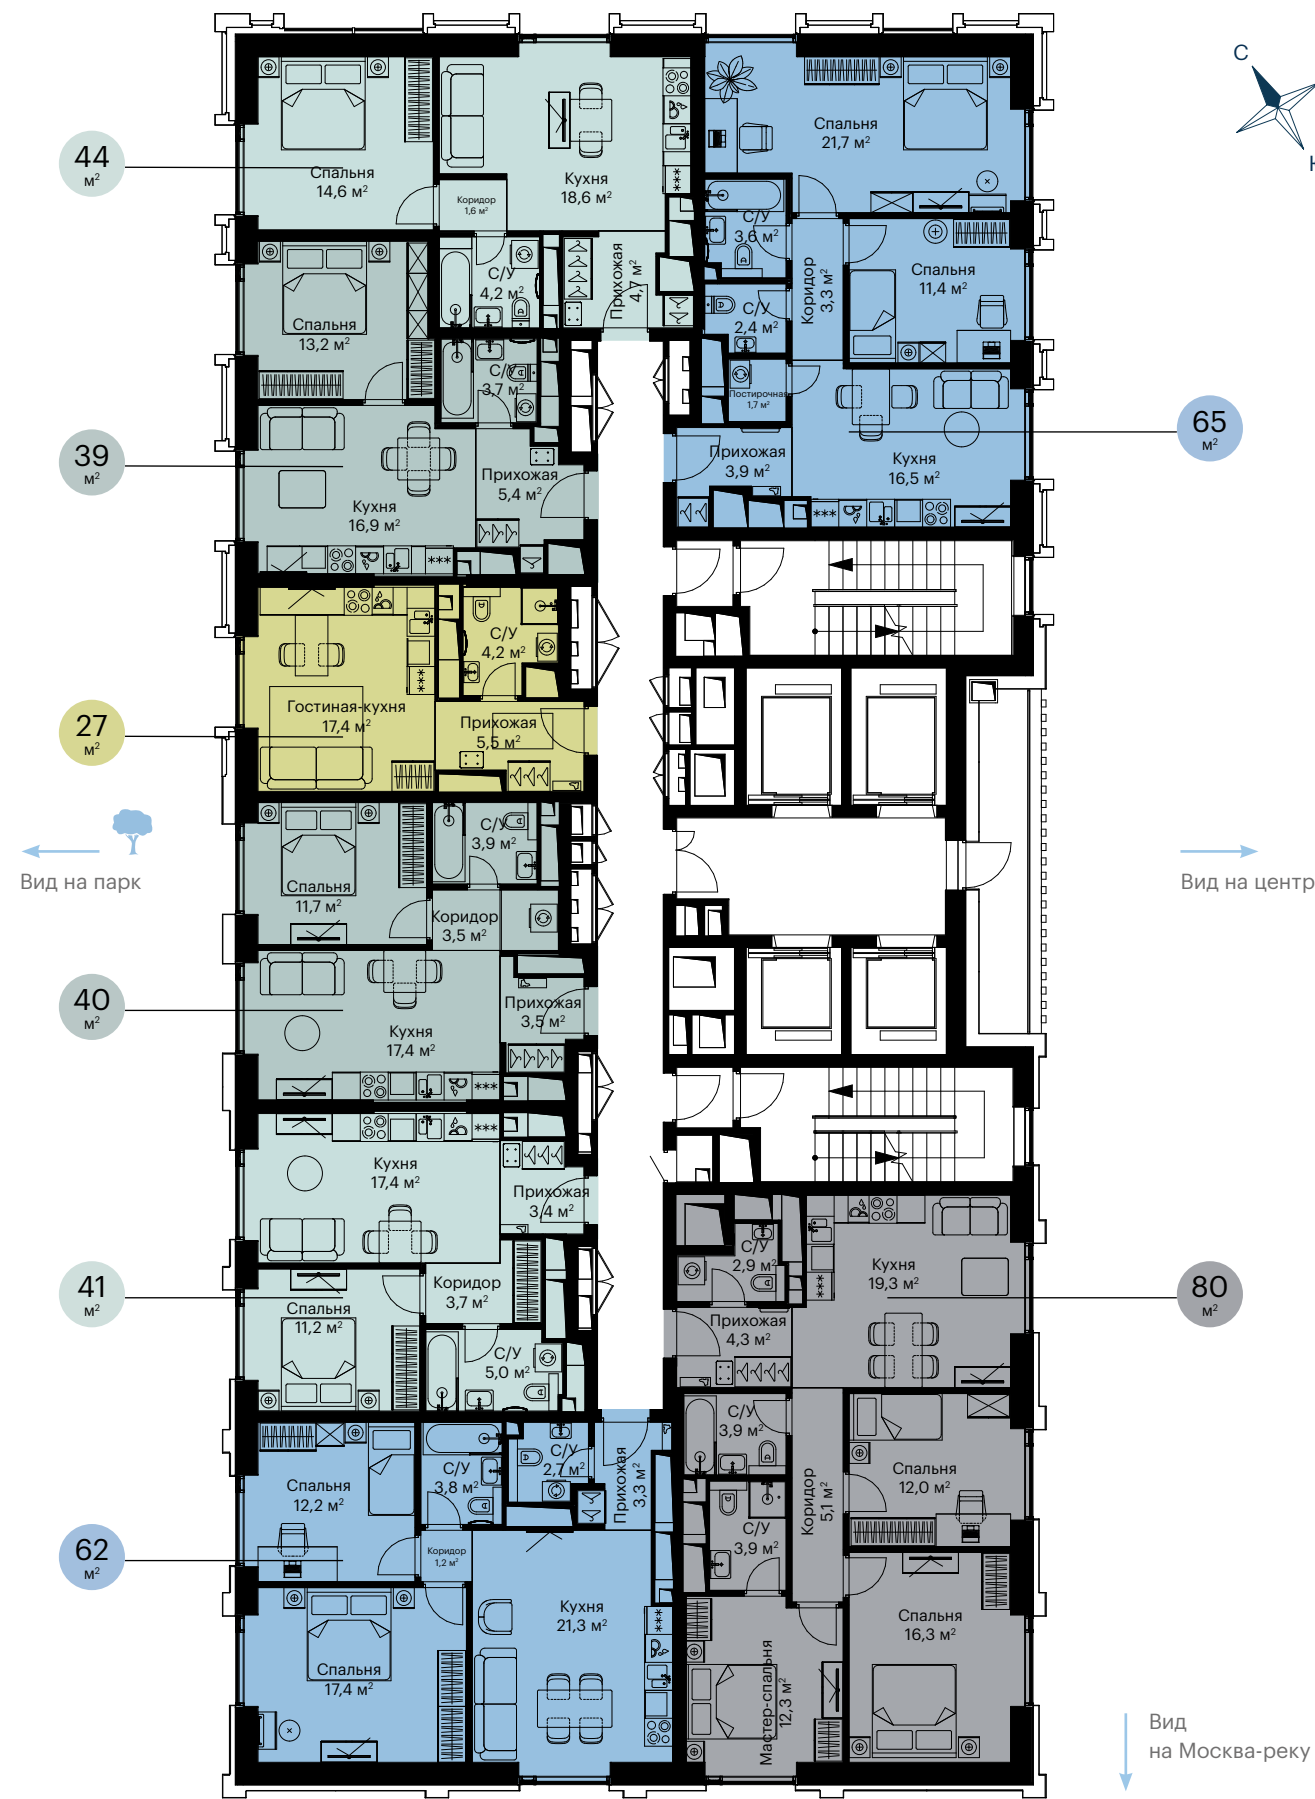 С
Ю
44
м²
Спальня
14,6 м²
Кухня
18,6 м²
Коридор
1,6 м²
С/У
4,2 м²
Прихожая
4,7 м²
Спальня
21,7 м²
С/У
3,6 м²
Коридор
3,3 м²
Спальня
11,4 м²
С/У
2,4 м²
Постирочная
1,7 м²
Прихожая
3,9 м²
Кухня
16,5 м²
65
м²
39
м²
Спальня
13,2 м²
С/У
3,7 м²
Прихожая
5,4 м²
Кухня
16,9 м²
27
м²
С/У
4,2 м²
Гостиная-кухня
17,4 м²
Прихожая
5,5 м²
Вид на парк
Вид на центр
40
м²
С/У
3,9 м²
Спальня
11,7 м²
Коридор
3,5 м²
Прихожая
3,5 м²
Кухня
17,4 м²
41
м²
Кухня
17,4 м²
Прихожая
3,4 м²
Коридор
3,7 м²
Спальня
11,2 м²
С/У
5,0 м²
80
м²
С/У
2,9 м²
Кухня
19,3 м²
Прихожая
4,3 м²
С/У
3,9 м²
Коридор
5,1 м²
Спальня
12,0 м²
С/У
3,9 м²
Спальня
16,3 м²
Мастер-спальня
12,3 м²
62
м²
Спальня
12,2 м²
С/У
3,8 м²
С/У
2,7 м²
Прихожая
3,3 м²
Коридор
1,2 м²
Кухня
21,3 м²
Спальня
17,4 м²
Вид
на Москва-реку